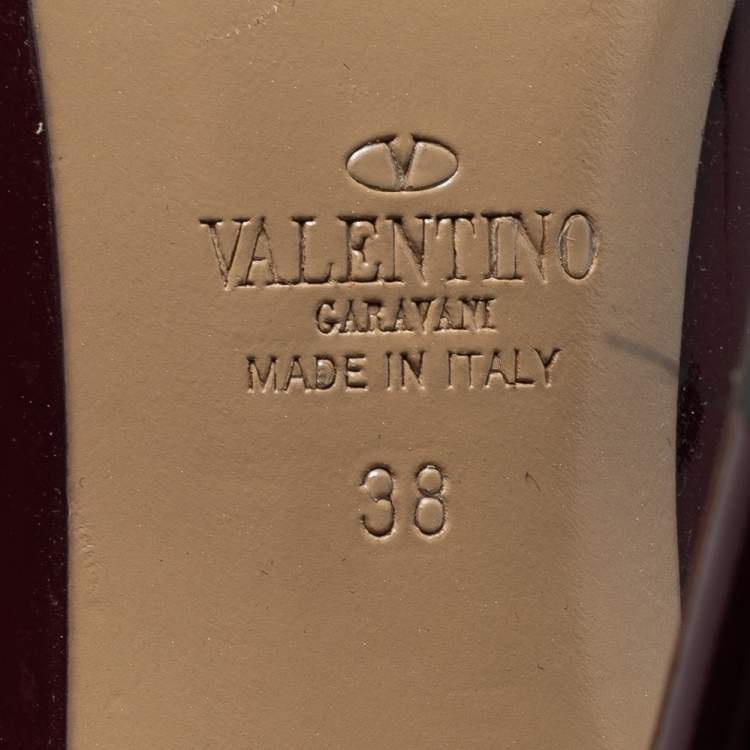 V
VALENTINO
GARAVANI
MADE IN ITALY
38